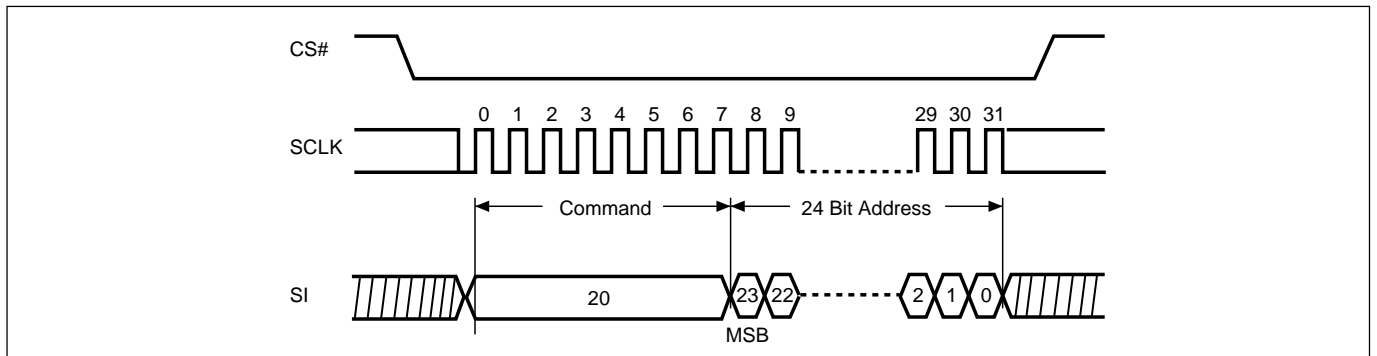 CS#
0 1 2 3 4 5 6 7 8 9 29 30 31
SCLK
Command 24 Bit Address
SI 20 23 22 2 1 0
MSB